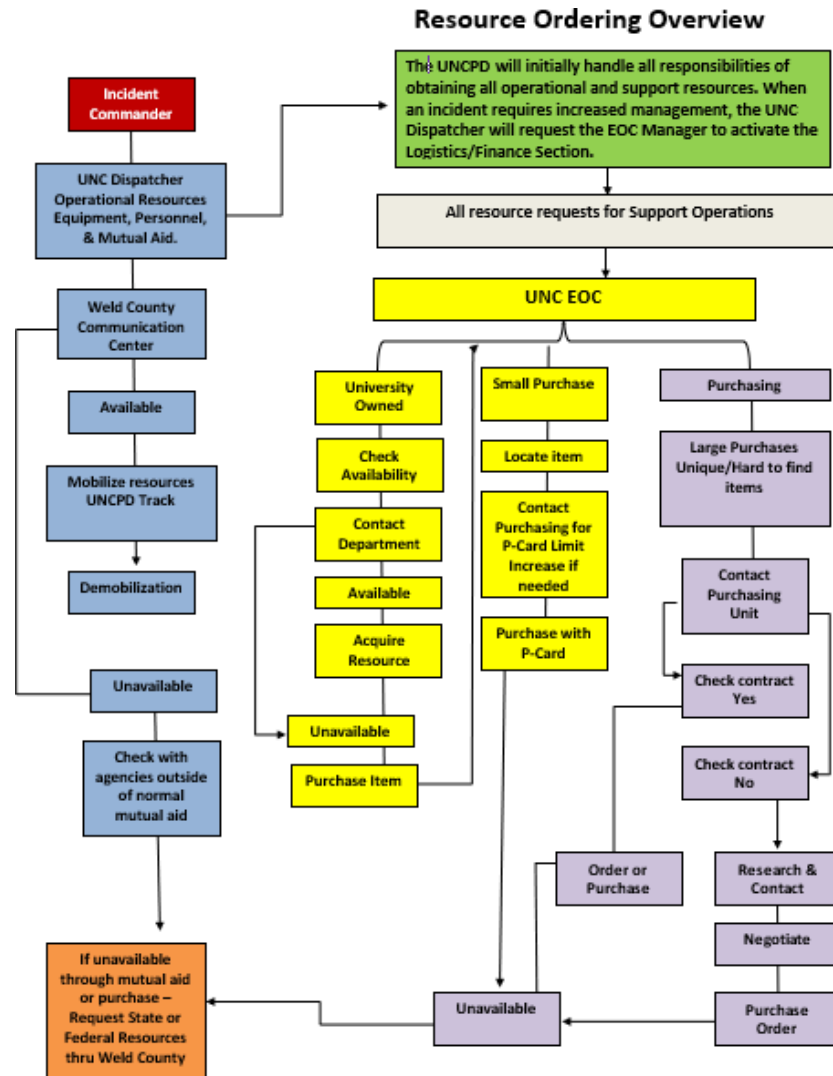 Resource Ordering Overview
The UNCPD will initially handle all responsibilities of
obtaining all operational and support resources. When
an incident requires increased management, the UNC
Dispatcher will request the EOC Manager to activate the
Logistics/Finance Section.
Incident
Commander
UNC Dispatcher
Operational Resources
Equipment, Personnel,
& Mutual Aid.
All resource requests for Support Operations
UNC EOC
Weld County
Communication
Center
Available
Mobilize resources
UNCPD Track
Demobilization
Unavailable
Check with
agencies outside
of normal
mutual aid
If unavailable
through mutual aid
or purchase –
Request State or
Federal Resources
thru Weld County
University
Owned
Check
Availability
Contact
Department
Available
Acquire
Resource
Unavailable
Purchase Item
Small Purchase
Locate item
Contact
Purchasing for
P-Card Limit
Increase if
needed
Purchase with
P-Card
Purchasing
Large Purchases
Unique/Hard to find
items
Contact
Purchasing
Unit
Check contract
Yes
Check contract
No
Order or
Purchase
Research &
Contact
Negotiate
Purchase
Order
Unavailable